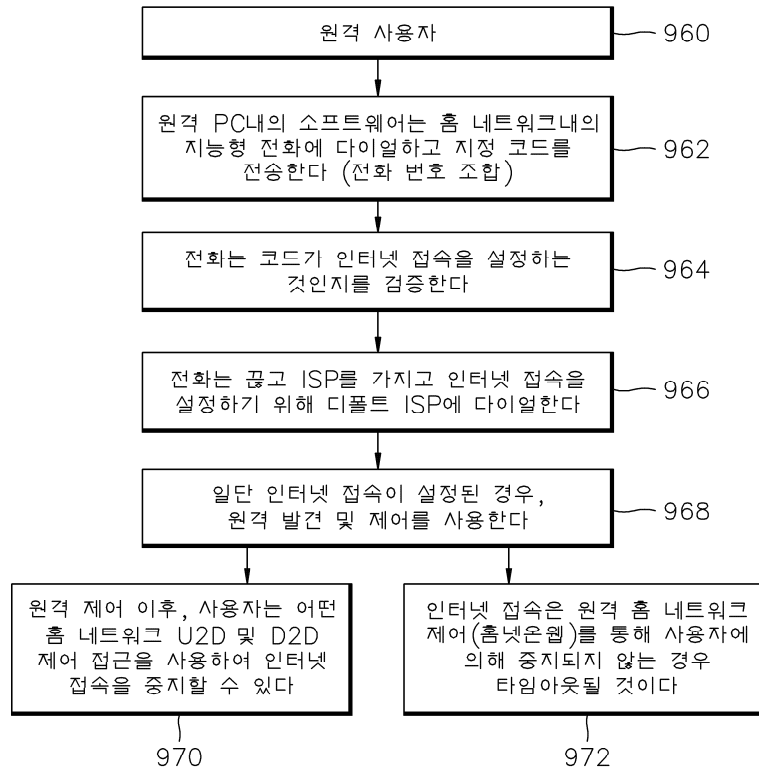 원격 사용자
960
원격 PC내의 소프트웨어는 홈 네트워크내의
지능형 전화에 다이얼하고 지정 코드를
전송한다 (전화 번호 조합)
962
전화는 코드가 인터넷 접속을 설정하는
것인지를 검증한다
964
전화는 끊고 ISP를 가지고 인터넷 접속을
설정하기 위해 디폴트 ISP에 다이얼한다
966
일단 인터넷 접속이 설정된 경우,
원격 발견 및 제어를 사용한다
968
원격 제어 이후, 사용자는 어떤
홈 네트워크 U2D 및 D2D
제어 접근을 사용하여 인터넷
접속을 중지할 수 있다
970
인터넷 접속은 원격 홈 네트워크
제어(홈넷온웹)를 통해 사용자에
의해 중지되지 않는 경우
타임아웃될 것이다
972